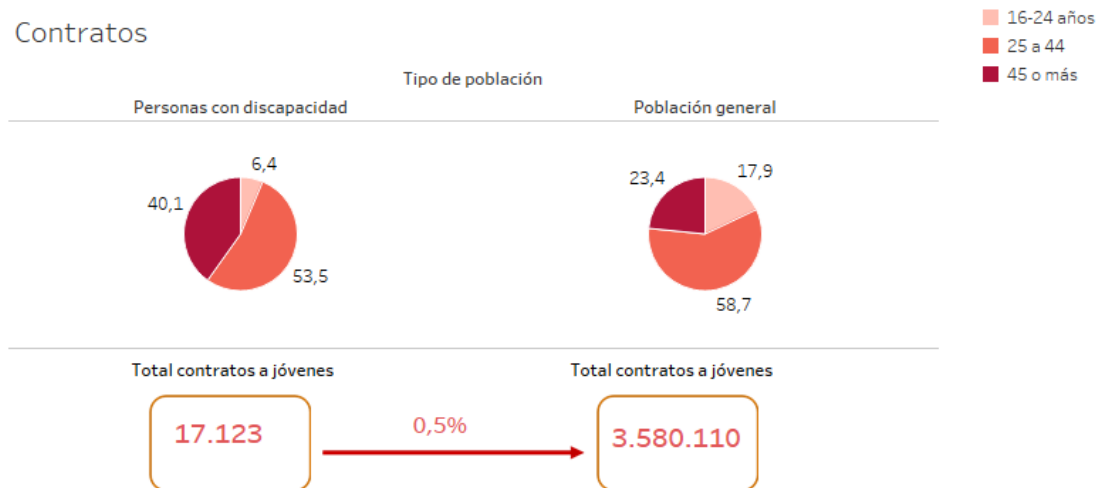 Contratos
16-24 años
25 a 44
45 o más
Tipo de población
Personas con discapacidad
Población general
6,4
40,1
53,5
17,9
23,4
58,7
Total contratos a jóvenes
Total contratos a jóvenes
17.123
0,5%
3.580.110